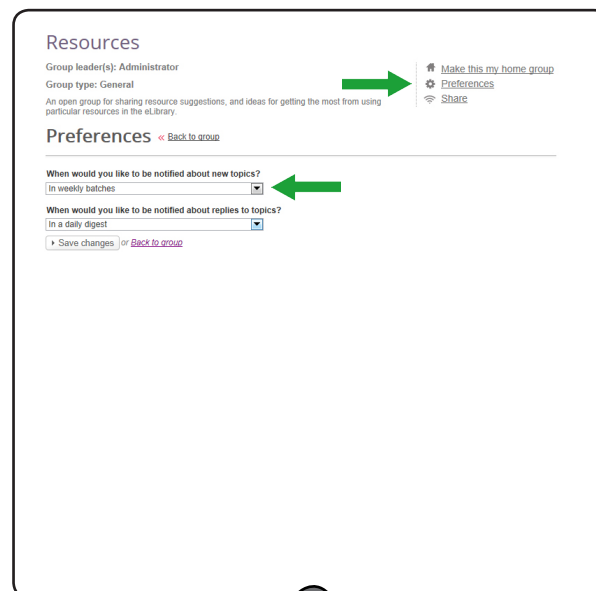 Resources
Group leader(s): Administrator
Group type: General
An open group for sharing resource suggestions, and ideas for getting the most from using
particular resources in the eLibrary.
Make this my home group
Preferences
Share
Preferences « Back to group
When would you like to be notified about new topics?
In weekly batches
When would you like to be notified about replies to topics?
In a daily digest
Save changes or Back to group